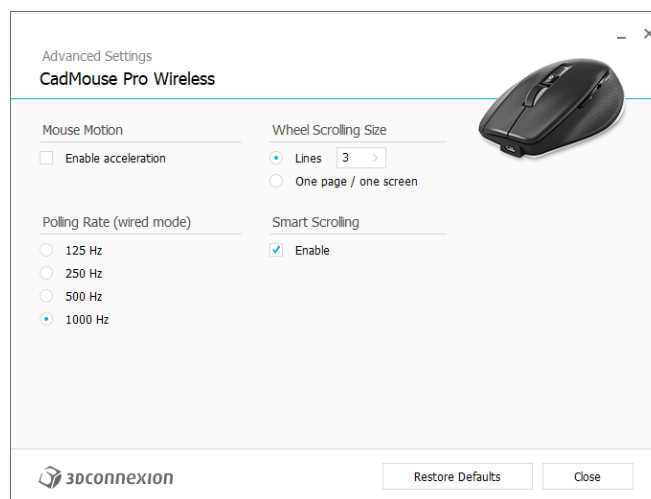 Advanced Settings
CadMouse Pro Wireless
Mouse Motion
Enable acceleration
Wheel Scrolling Size
Lines 3
One page / one screen
Polling Rate (wired mode)
125 Hz
250 Hz
500 Hz
1000 Hz
Smart Scrolling
Enable
3Dconnexion
Restore Defaults
Close